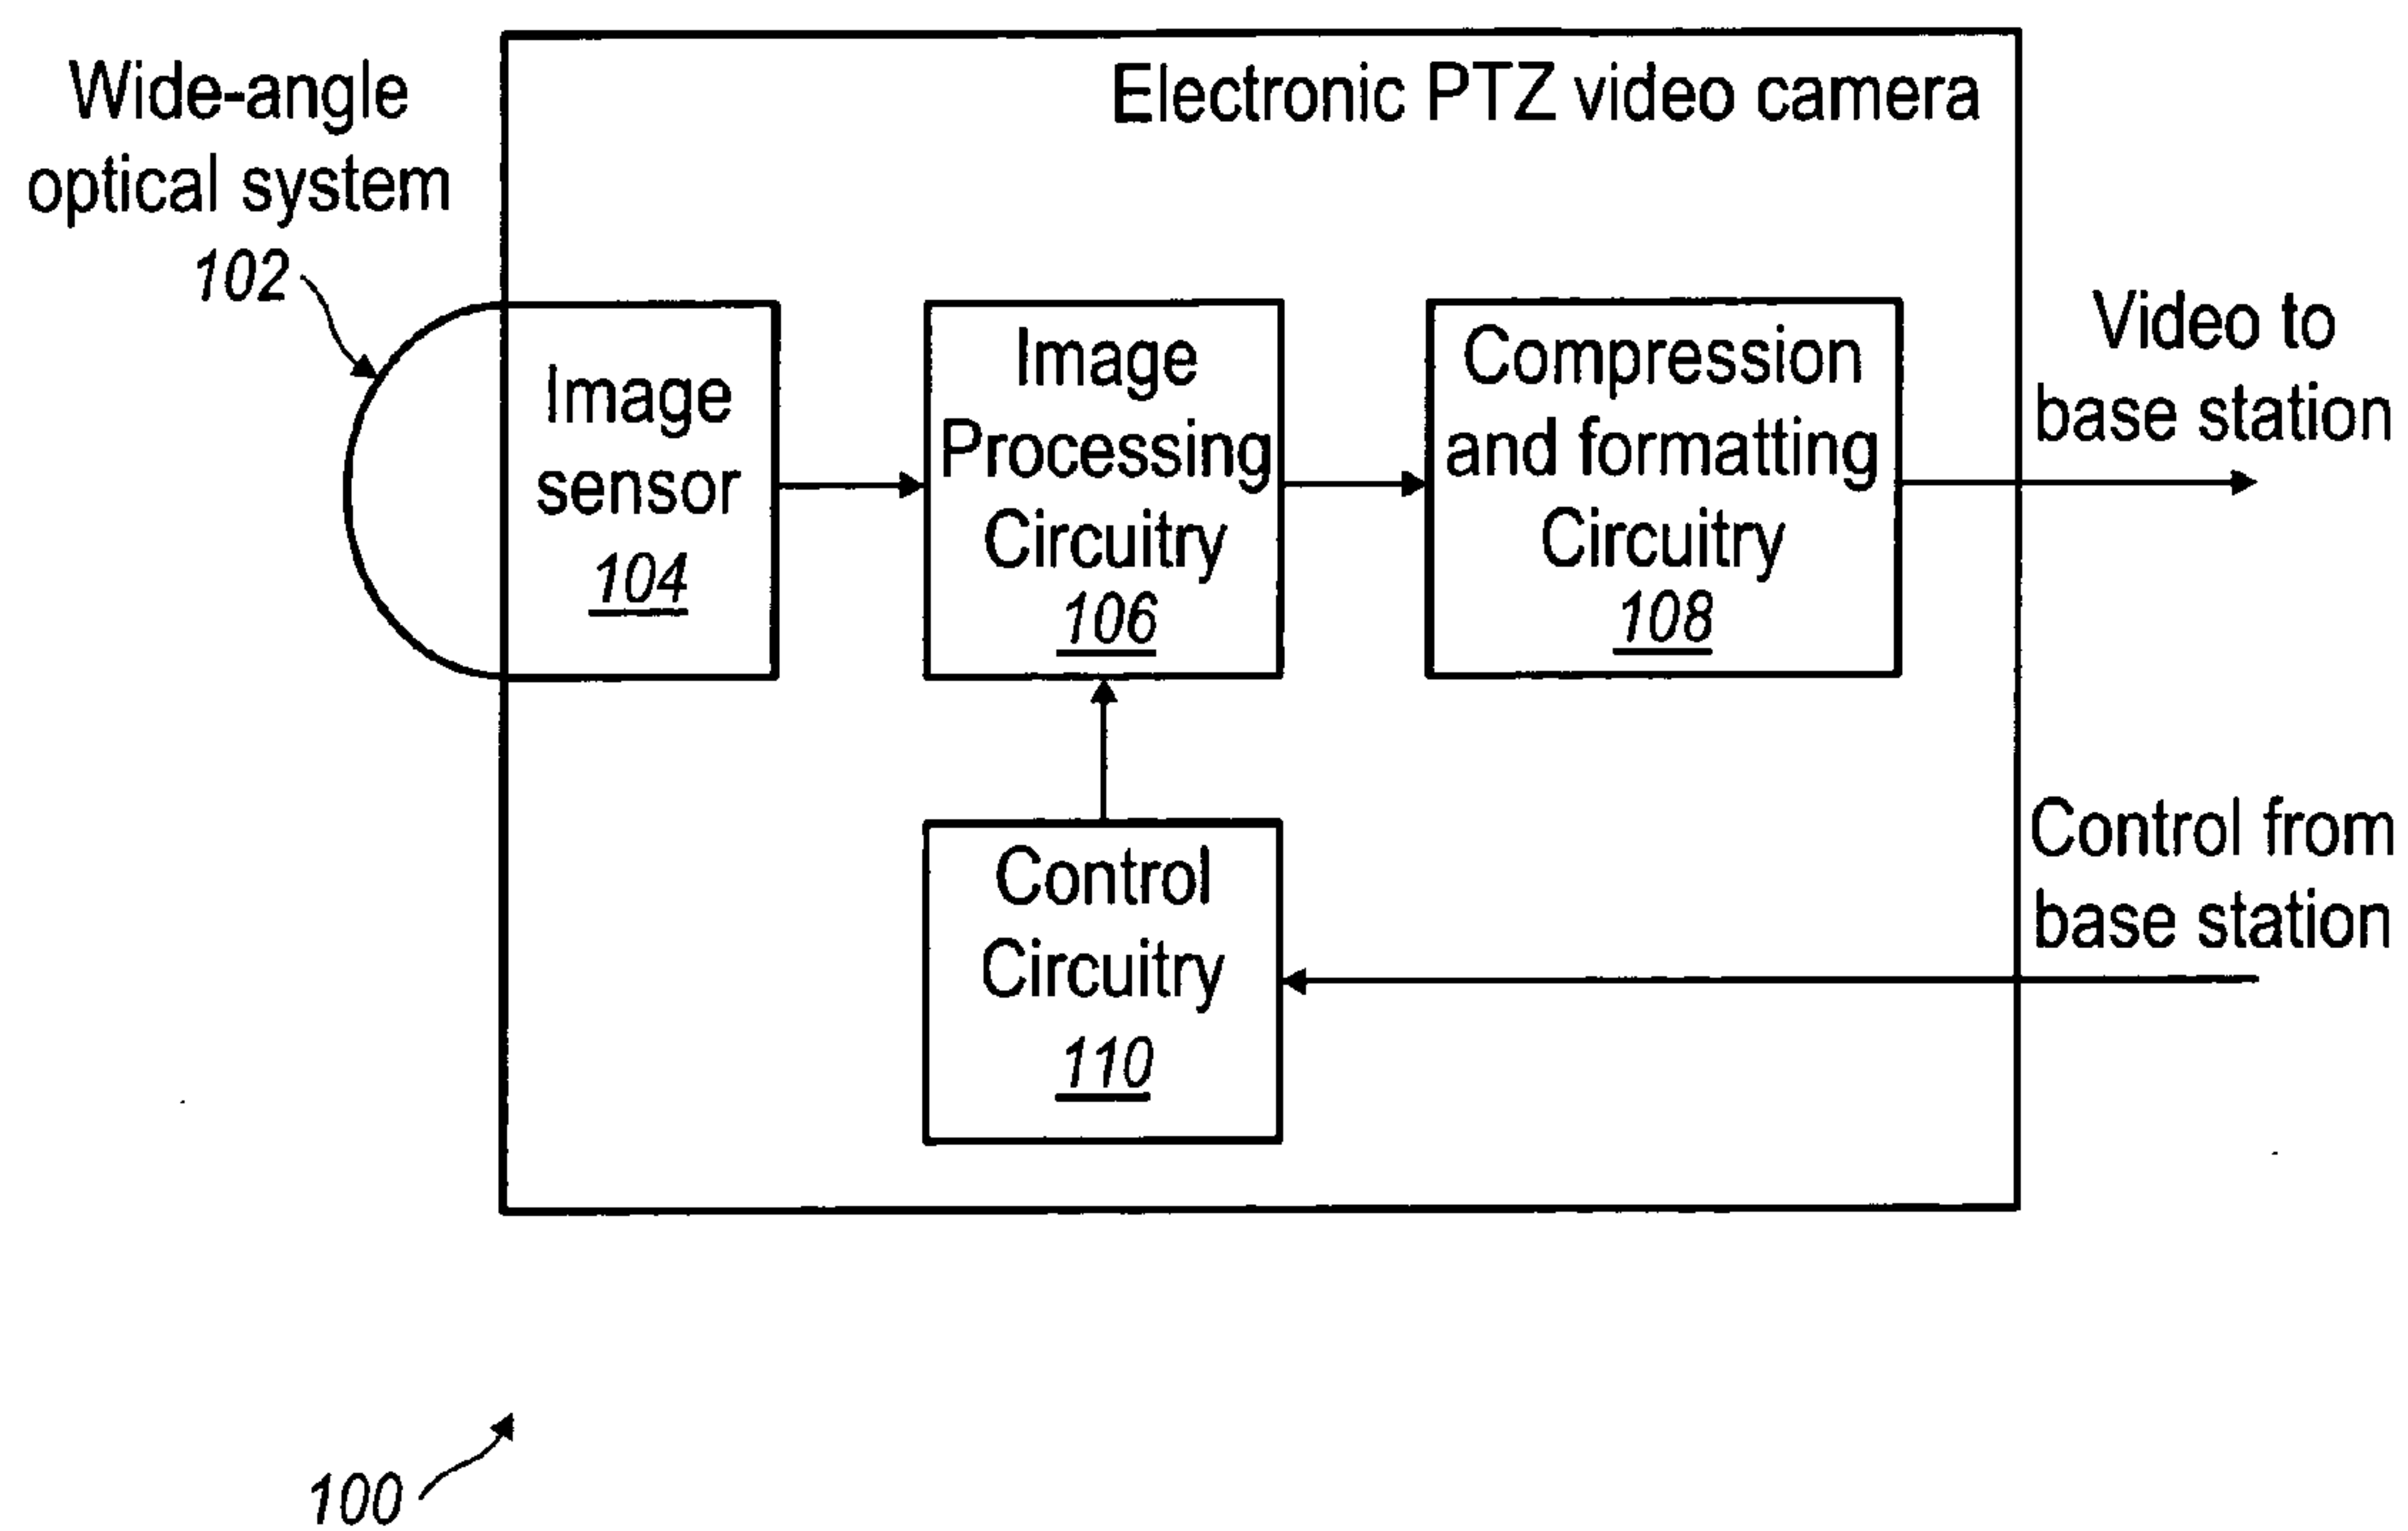 Electronic PTZ video camera
Wide-angle
optical system
102
Image
sensor
104
Image
Processing
Circuitry
106
Compression
and formatting
Circuitry
108
Video to
base station
Control
Circuitry
110
Control from
base station
100